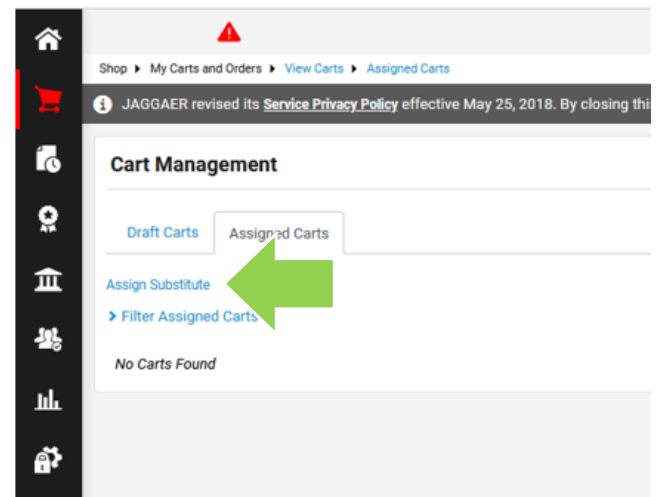 Shop ▸ My Carts and Orders ▸ View Carts ▸ Assigned Carts
JAGGAER revised its Service Privacy Policy effective May 25, 2018. By closing this
Cart Management
Draft Carts Assigned Carts
Assign Substitute
Filter Assigned Carts
No Carts Found